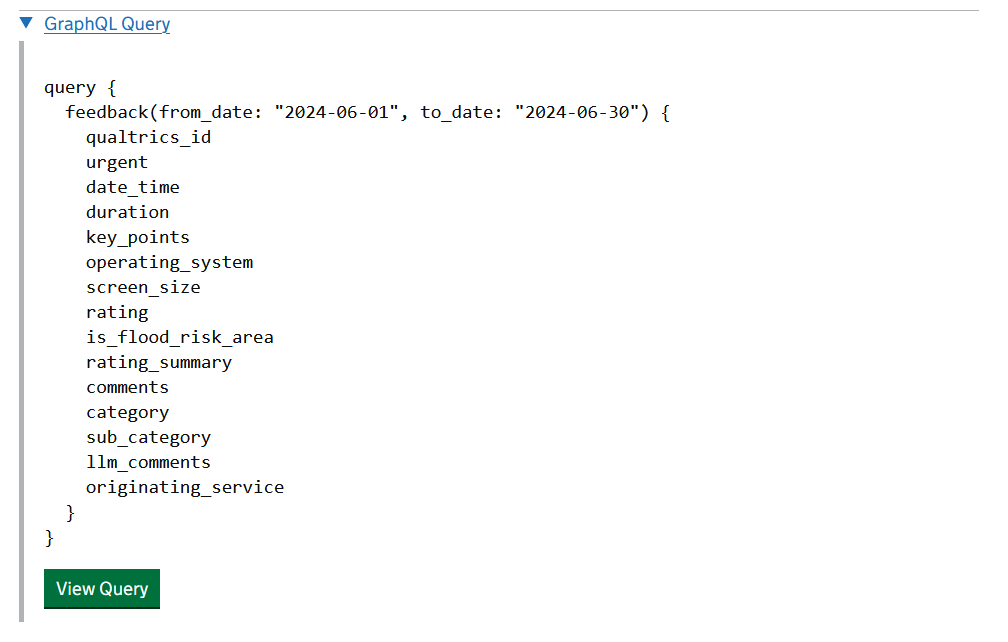 GraphQL Query
query {
  feedback(from_date: "2024-06-01", to_date: "2024-06-30") {
    qualtrics_id
    urgent
    date_time
    duration
    key_points
    operating_system
    screen_size
    rating
    is_flood_risk_area
    rating_summary
    comments
    category
    sub_category
    llm_comments
    originating_service
  }
}
View Query